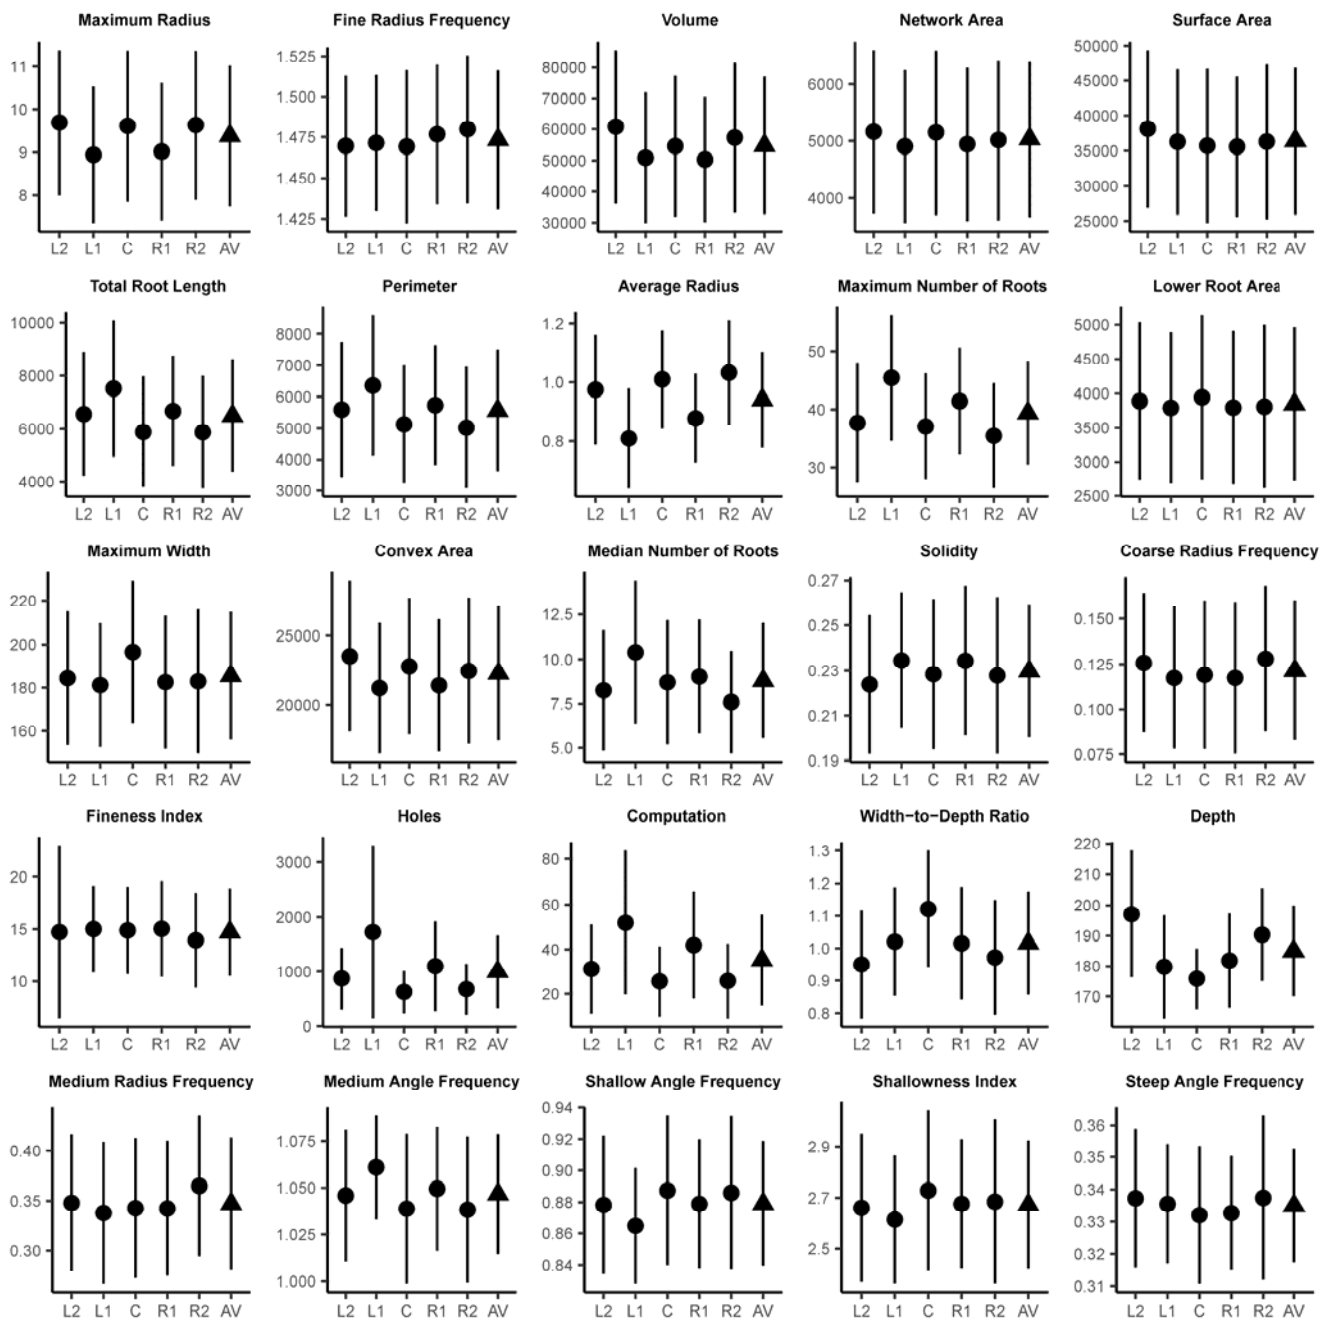 Maximum Radius
11
10
9
8
L2 L1 C R1 R2 AV
Fine Radius Frequency
1.525
1.500
1.475
1.450
1.425
L2 L1 C R1 R2 AV
Volume
80000
70000
60000
50000
40000
30000
L2 L1 C R1 R2 AV
Network Area
6000
5000
4000
L2 L1 C R1 R2 AV
Surface Area
50000
45000
40000
35000
30000
25000
L2 L1 C R1 R2 AV
Total Root Length
10000
8000
6000
4000
L2 L1 C R1 R2 AV
Perimeter
8000
7000
6000
5000
4000
3000
L2 L1 C R1 R2 AV
Average Radius
1.2
1.0
0.8
L2 L1 C R1 R2 AV
Maximum Number of Roots
50
40
30
L2 L1 C R1 R2 AV
Lower Root Area
5000
4500
4000
3500
3000
2500
L2 L1 C R1 R2 AV
Maximum Width
220
200
180
160
L2 L1 C R1 R2 AV
Convex Area
25000
20000
L2 L1 C R1 R2 AV
Median Number of Roots
12.5
10.0
7.5
5.0
L2 L1 C R1 R2 AV
Solidity
0.27
0.25
0.23
0.21
0.19
L2 L1 C R1 R2 AV
Coarse Radius Frequency
0.150
0.125
0.100
0.075
L2 L1 C R1 R2 AV
Fineness Index
20
15
10
L2 L1 C R1 R2 AV
Holes
3000
2000
1000
0
L2 L1 C R1 R2 AV
Computation
80
60
40
20
L2 L1 C R1 R2 AV
Width−to−Depth Ratio
1.3
1.2
1.1
1.0
0.9
0.8
L2 L1 C R1 R2 AV
Depth
220
210
200
190
180
170
L2 L1 C R1 R2 AV
Medium Radius Frequency
0.40
0.35
0.30
L2 L1 C R1 R2 AV
Medium Angle Frequency
1.075
1.050
1.025
1.000
L2 L1 C R1 R2 AV
Shallow Angle Frequency
0.94
0.92
0.90
0.88
0.86
0.84
L2 L1 C R1 R2 AV
Shallowness Index
2.9
2.7
2.5
L2 L1 C R1 R2 AV
Steep Angle Frequency
0.36
0.35
0.34
0.33
0.32
0.31
L2 L1 C R1 R2 AV